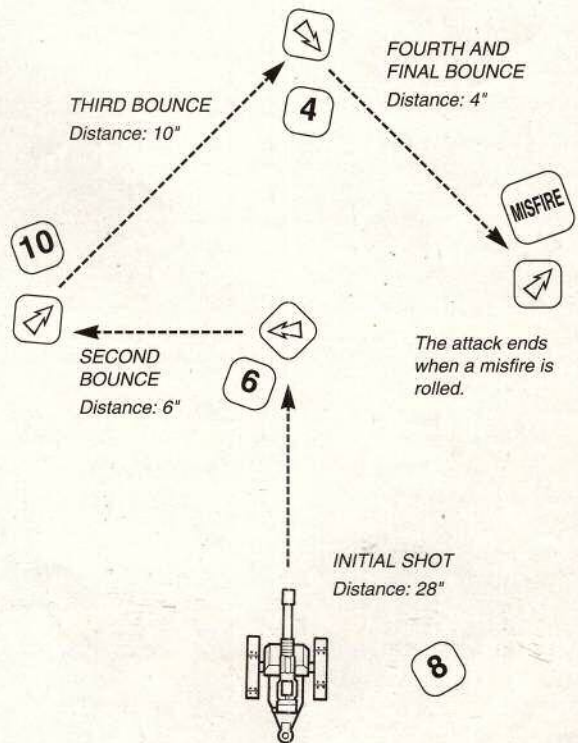 FOURTH AND
FINAL BOUNCE
Distance: 4"
THIRD BOUNCE
Distance: 10"
4
MISFIRE
10
The attack ends
when a misfire is
rolled.
SECOND
BOUNCE
Distance: 6"
6
INITIAL SHOT
Distance: 28"
8